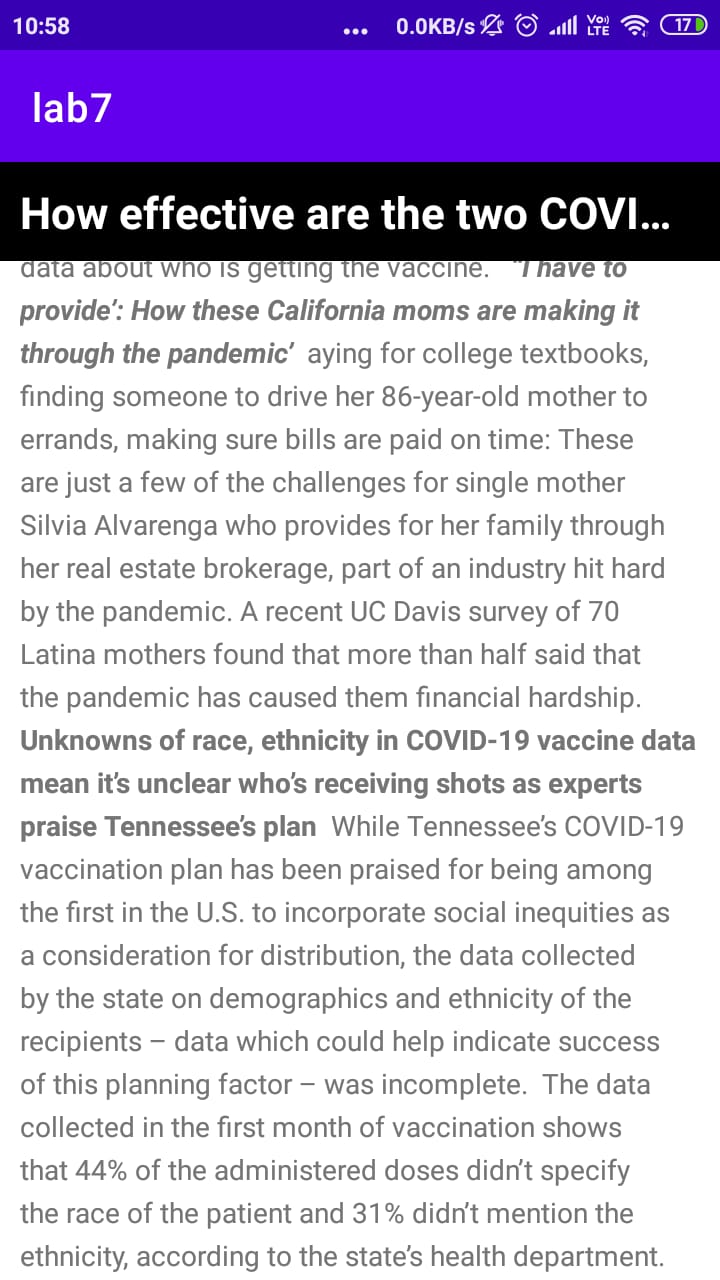 10:58 ... 0.0KB/s Vo) LTE 17
lab7
How effective are the two COVI...
data about who is getting the vaccine. "'I have to
provide’: How these California moms are making it
through the pandemic’ aying for college textbooks,
finding someone to drive her 86-year-old mother to
errands, making sure bills are paid on time: These
are just a few of the challenges for single mother
Silvia Alvarenga who provides for her family through
her real estate brokerage, part of an industry hit hard
by the pandemic. A recent UC Davis survey of 70
Latina mothers found that more than half said that
the pandemic has caused them financial hardship.
Unknowns of race, ethnicity in COVID-19 vaccine data
mean it’s unclear who’s receiving shots as experts
praise Tennessee’s plan While Tennessee’s COVID-19
vaccination plan has been praised for being among
the first in the U.S. to incorporate social inequities as
a consideration for distribution, the data collected
by the state on demographics and ethnicity of the
recipients – data which could help indicate success
of this planning factor – was incomplete. The data
collected in the first month of vaccination shows
that 44% of the administered doses didn’t specify
the race of the patient and 31% didn’t mention the
ethnicity, according to the state’s health department.